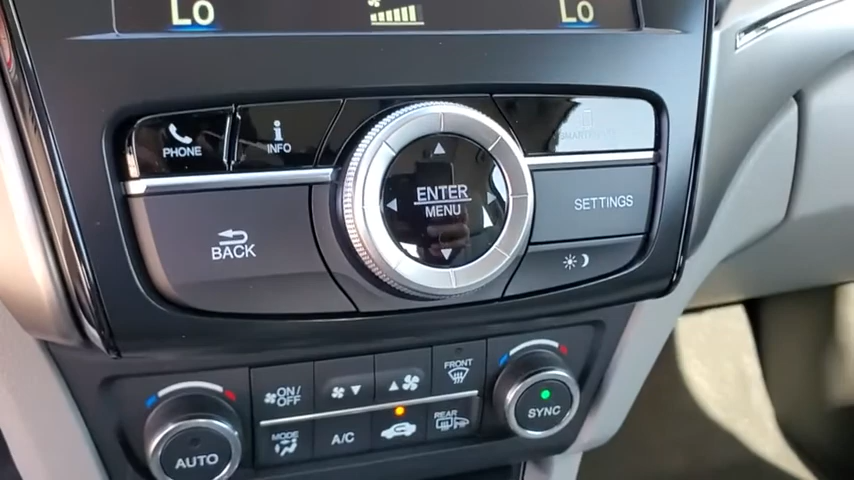 Lo
Lo
PHONE
INFO
ENTER
MENU
SETTINGS
BACK
ON/
OFF
FRONT
MODE
A/C
REAR
AUTO
SYNC